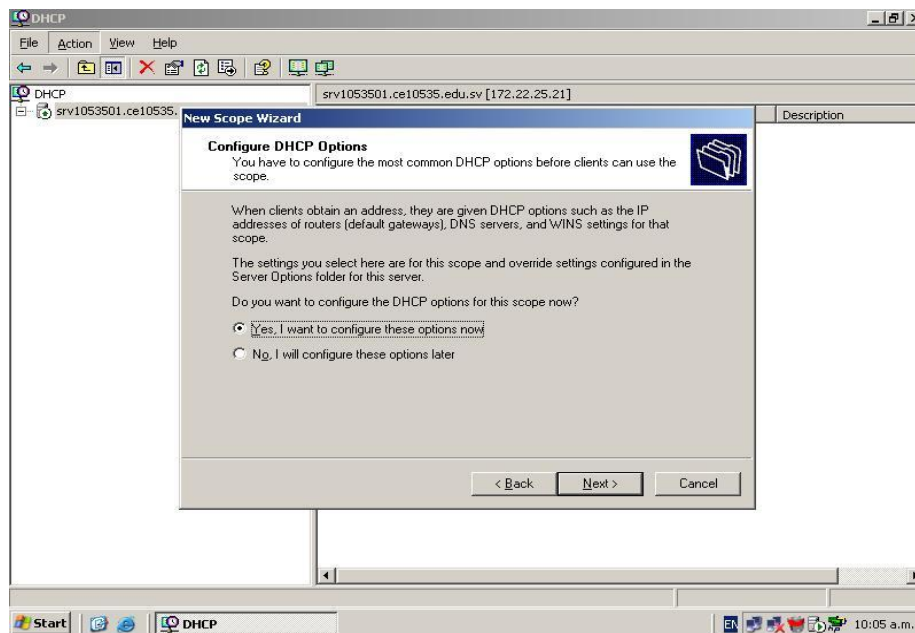 DHCP
File Action View Help
DHCP
srv1053501.ce10535.
srv1053501.ce10535.edu.sv [172.22.25.21]
Description
New Scope Wizard
Configure DHCP Options
You have to configure the most common DHCP options before clients can use the
scope.
When clients obtain an address, they are given DHCP options such as the IP
addresses of routers (default gateways), DNS servers, and WINS settings for that
scope.
The settings you select here are for this scope and override settings configured in the
Server Options folder for this server.
Do you want to configure the DHCP options for this scope now?
Yes, I want to configure these options now
No, I will configure these options later
< Back Next > Cancel
Start DHCP EN 10:05 a.m.